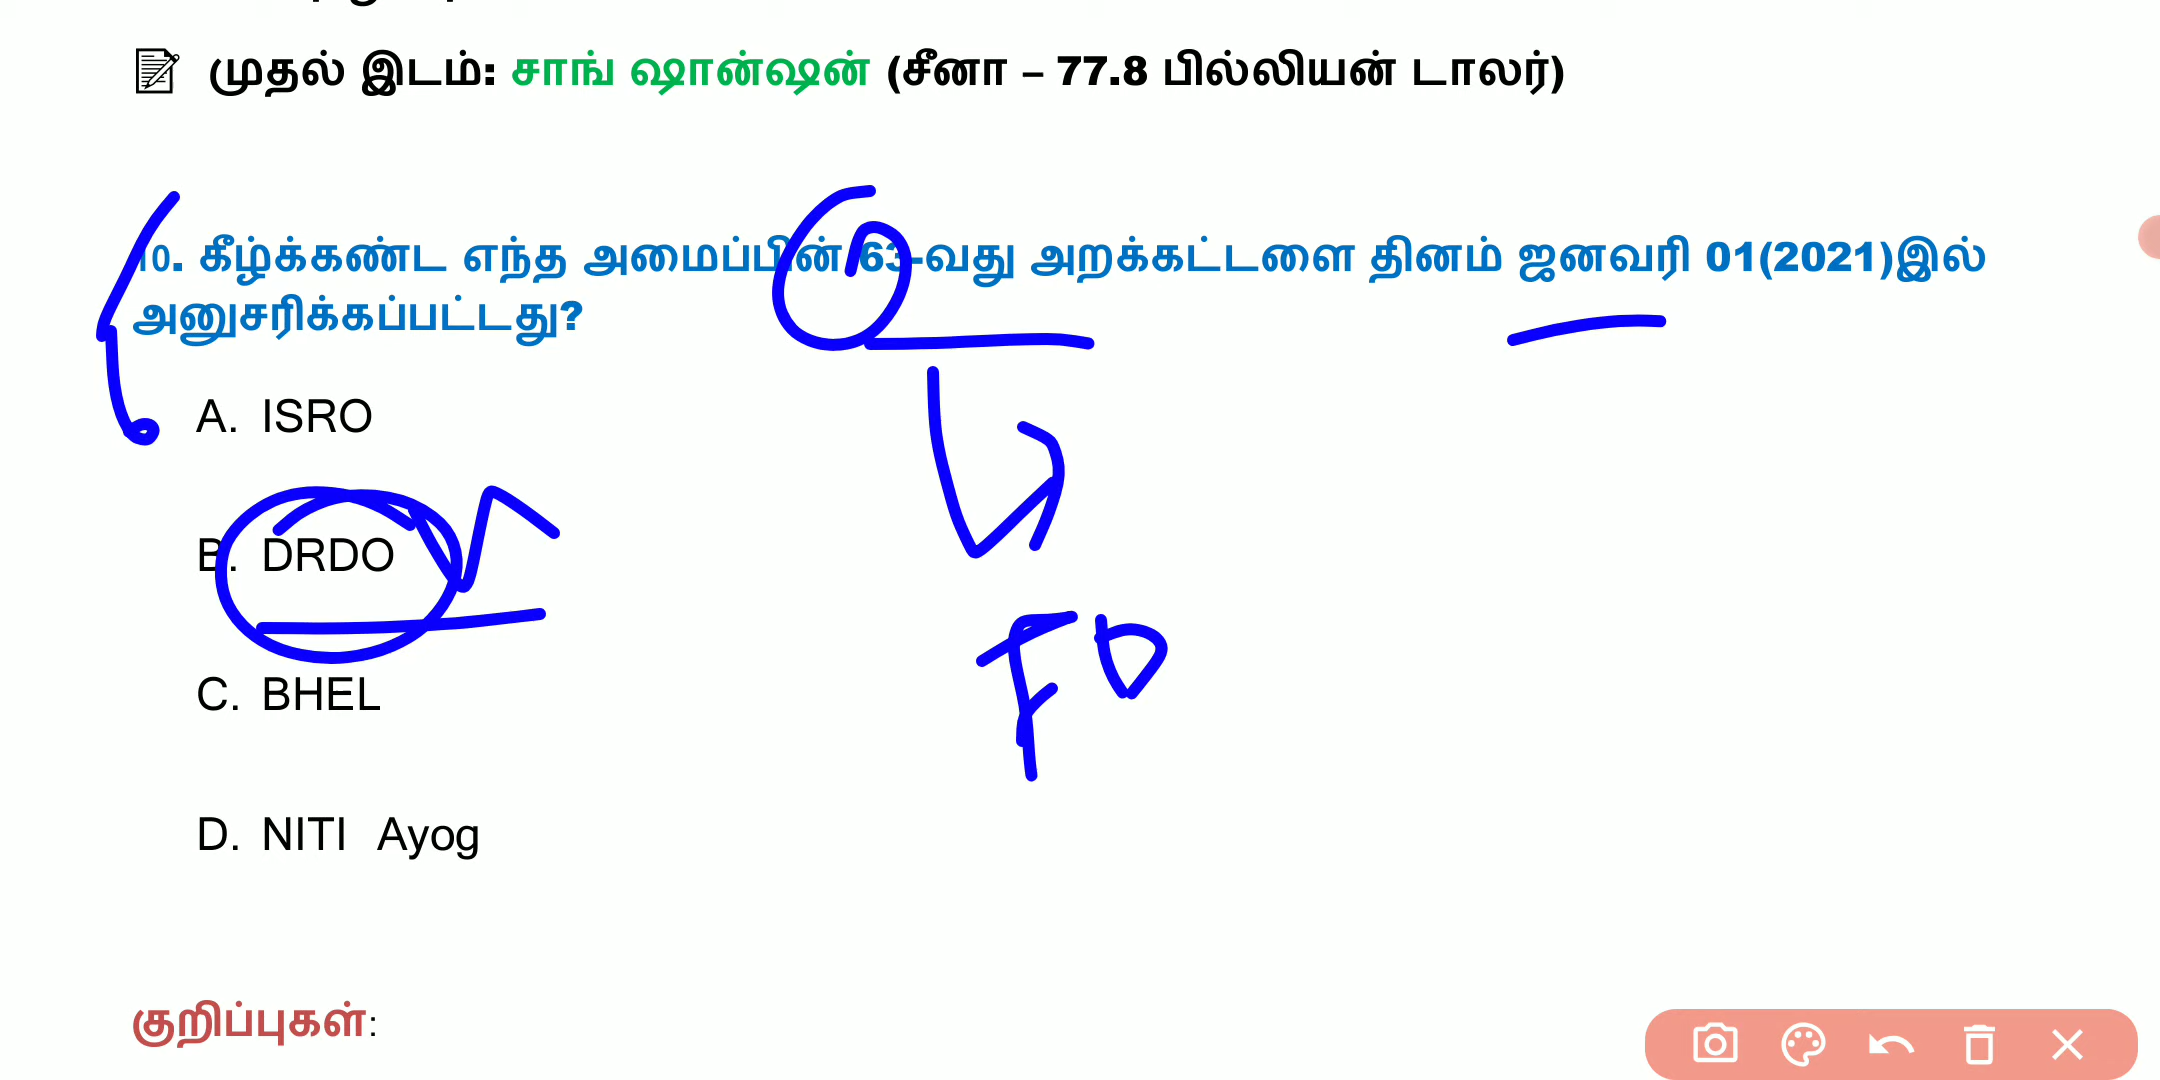 முதல் இடம்: சாங் ஷான்ஷன் (சீனா – 77.8 பில்லியன் டாலர்)
10. கீழ்க்கண்ட எந்த அமைப்பின் 63-வது அறக்கட்டளை தினம் ஜனவரி 01(2021)இல்
அனுசரிக்கப்பட்டது?
A. ISRO
B. DRDO
C. BHEL
FD
D. NITI Ayog
குறிப்புகள்: